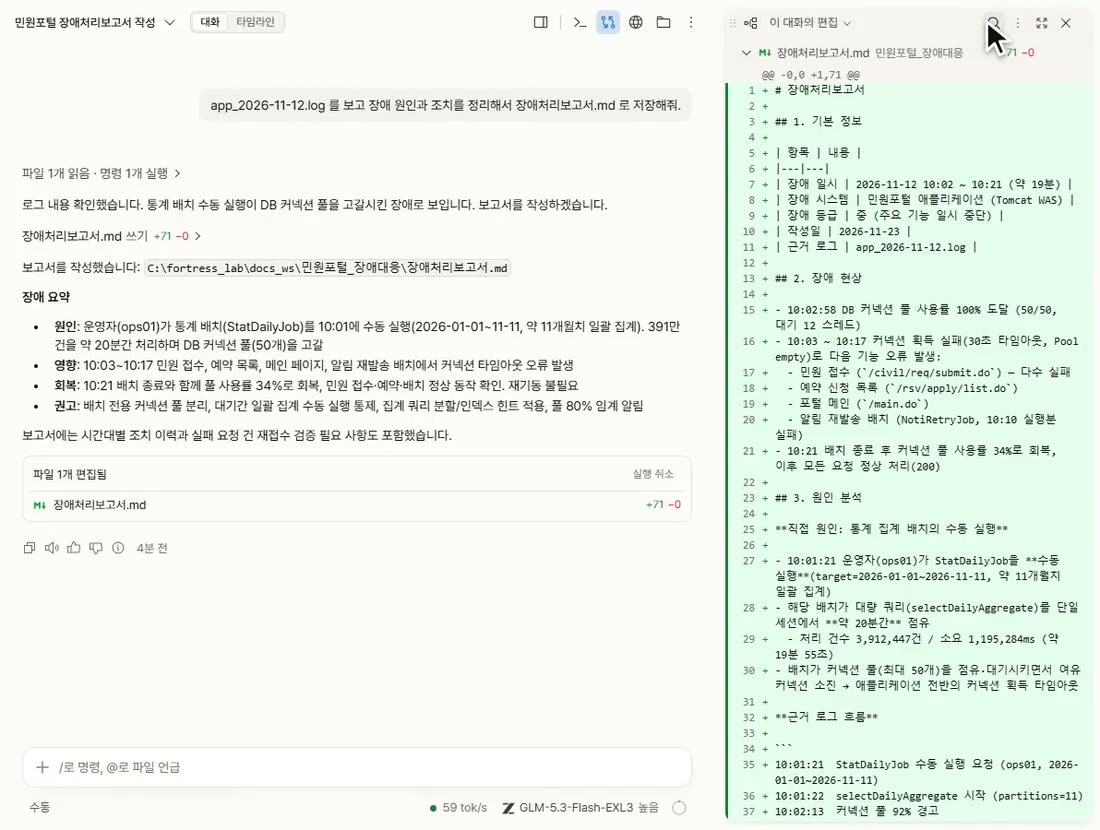 민원포털 장애처리보고서 작성
대화 타임라인
app_2026-11-12.log 를 보고 장애 원인과 조치를 정리해서 장애처리보고서.md 로 저장해줘.
파일 1개 읽음 · 명령 1개 실행
로그 내용 확인했습니다. 통계 배치 수동 실행이 DB 커넥션 풀을 고갈시킨 장애로 보입니다. 보고서를 작성하겠습니다.
장애처리보고서.md 쓰기 +71 −0
보고서를 작성했습니다: C:\fortress_lab\docs_ws\민원포털_장애대응\장애처리보고서.md
장애 요약
• 원인: 운영자(ops01)가 통계 배치(StatDailyJob)를 10:01에 수동 실행(2026-01-01~11-11, 약 11개월치 일괄 집계). 391만
건을 약 20분간 처리하며 DB 커넥션 풀(50개)을 고갈
• 영향: 10:03~10:17 민원 접수, 예약 목록, 메인 페이지, 알림 재발송 배치에서 커넥션 타임아웃 오류 발생
• 회복: 10:21 배치 종료와 함께 풀 사용률 34%로 회복, 민원 접수·예약·배치 정상 동작 확인. 재기동 불필요
• 권고: 배치 전용 커넥션 풀 분리, 대기간 일괄 집계 수동 실행 통제, 집계 쿼리 분할/인덱스 힌트 적용, 풀 80% 임계 알림
보고서에는 시간대별 조치 이력과 실패 요청 건 재접수 검증 필요 사항도 포함했습니다.
파일 1개 편집됨 실행 취소
장애처리보고서.md +71 −0
4분 전
/로 명령, @로 파일 언급
수동 59 tok/s GLM-5.3-Flash-EXL3 높음
이 대화의 편집
장애처리보고서.md 민원포털_장애대응 71 −0
@@ -0,0 +1,71 @@
1 + # 장애처리보고서
2 +
3 + ## 1. 기본 정보
4 +
5 + | 항목 | 내용 |
6 + |---|---|
7 + | 장애 일시 | 2026-11-12 10:02 ~ 10:21 (약 19분) |
8 + | 장애 시스템 | 민원포털 애플리케이션 (Tomcat WAS) |
9 + | 장애 등급 | 중 (주요 기능 일시 중단) |
10 + | 작성일 | 2026-11-23 |
11 + | 근거 로그 | app_2026-11-12.log |
12 +
13 + ## 2. 장애 현상
14 +
15 + - 10:02:58 DB 커넥션 풀 사용률 100% 도달 (50/50,
대기 12 스레드)
16 + - 10:03 ~ 10:17 커넥션 획득 실패(30초 타임아웃, Pool
empty)로 다음 기능 오류 발생:
17 + - 민원 접수 (`/civil/req/submit.do`) — 다수 실패
18 + - 예약 신청 목록 (`/rsv/apply/list.do`)
19 + - 포털 메인 (`/main.do`)
20 + - 알림 재발송 배치 (NotiRetryJob, 10:10 실행분
실패)
21 + - 10:21 배치 종료 후 커넥션 풀 사용률 34%로 회복,
이후 모든 요청 정상 처리(200)
22 +
23 + ## 3. 원인 분석
24 +
25 + **직접 원인: 통계 집계 배치의 수동 실행**
26 +
27 + - 10:01:21 운영자(ops01)가 StatDailyJob을 **수동
실행**(target=2026-01-01~2026-11-11, 약 11개월치
일괄 집계)
28 + - 해당 배치가 대량 쿼리(selectDailyAggregate)를 단일
세션에서 **약 20분간** 점유
29 + - 처리 건수 3,912,447건 / 소요 1,195,284ms (약
19분 55초)
30 + - 배치가 커넥션 풀(최대 50개)을 점유·대기시키면서 여유
커넥션 소진 → 애플리케이션 전반의 커넥션 획득 타임아웃
31 +
32 + **근거 로그 흐름**
33 +
34 + ```
35 + 10:01:21 StatDailyJob 수동 실행 요청 (ops01, 2026-
01-01~2026-11-11)
36 + 10:01:22 selectDailyAggregate 시작 (partitions=11)
37 + 10:02:13 커넥션 풀 92% 경고